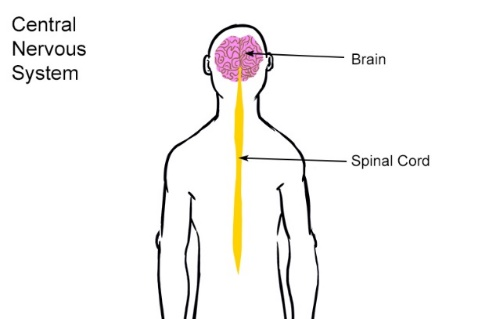 Central
Nervous
System
Brain
Spinal Cord